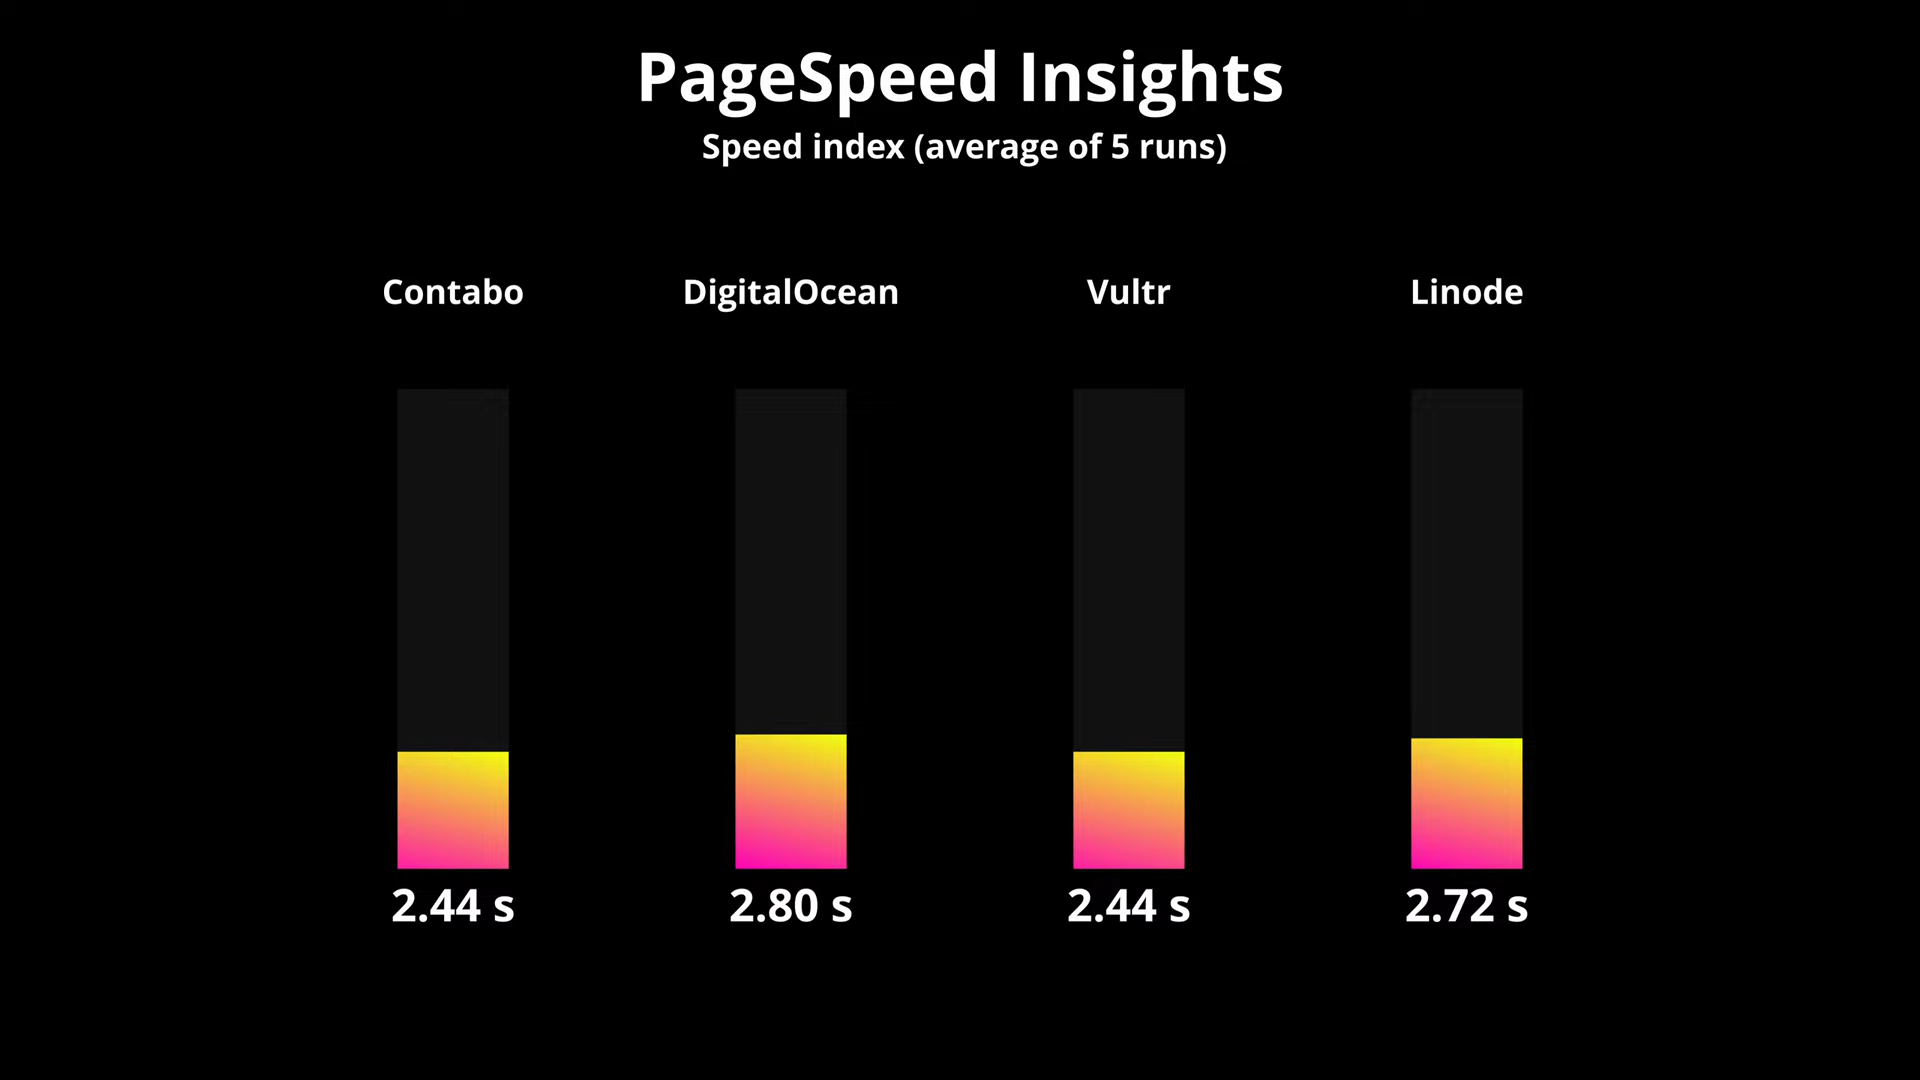 PageSpeed Insights
Speed index (average of 5 runs)
Contabo
DigitalOcean
Vultr
Linode
2.44 s
2.80 s
2.44 s
2.72 s